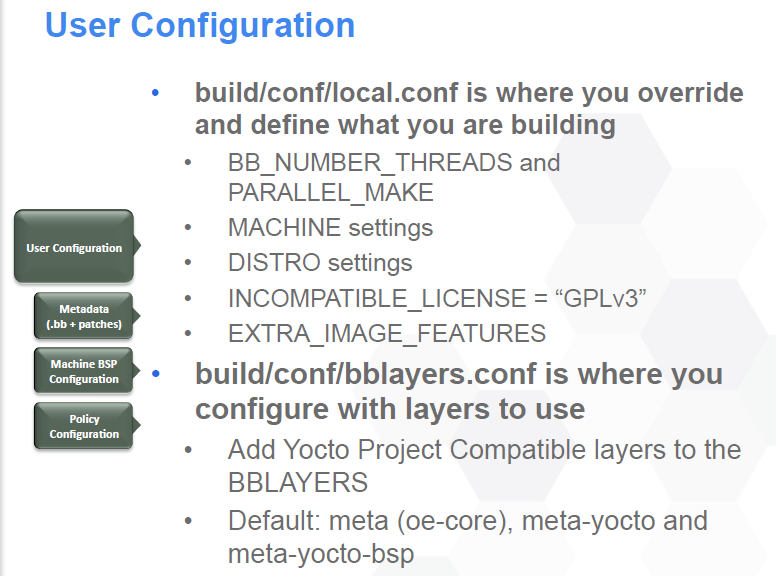 User Configuration
• build/conf/local.conf is where you override
and define what you are building
• BB_NUMBER_THREADS and
PARALLEL_MAKE
• MACHINE settings
• DISTRO settings
• INCOMPATIBLE_LICENSE = “GPLv3”
• EXTRA_IMAGE_FEATURES
• build/conf/bblayers.conf is where you
configure with layers to use
• Add Yocto Project Compatible layers to the
BBLAYERS
• Default: meta (oe-core), meta-yocto and
meta-yocto-bsp
User Configuration
Metadata
(.bb + patches)
Machine BSP
Configuration
Policy
Configuration